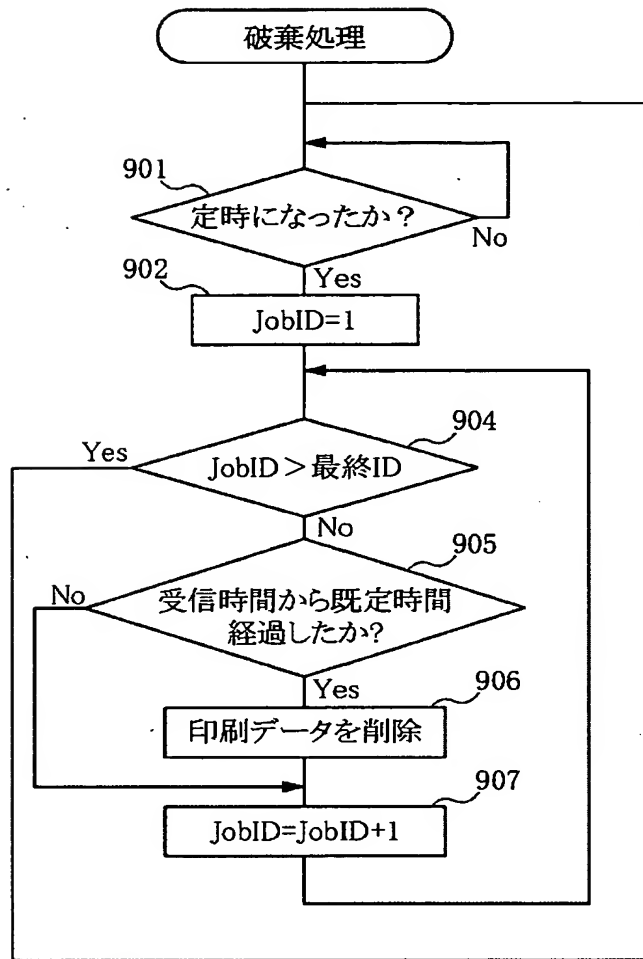 破棄処理
901
定時になったか？
No
Yes
902
JobID=1
904
Yes
JobID＞最終ID
No
905
No
受信時間から既定時間
経過したか?
Yes
906
印刷データを削除
907
JobID=JobID+1